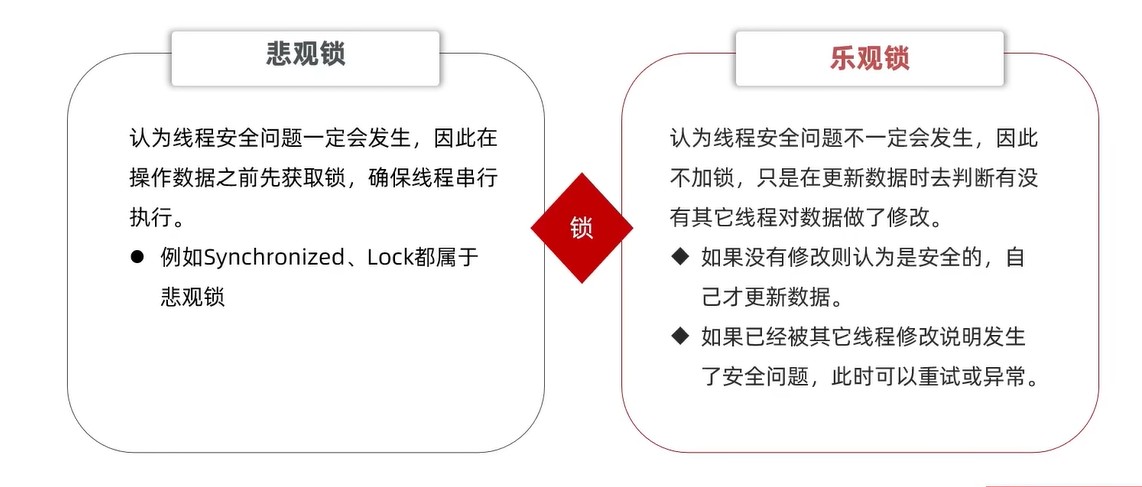 悲观锁
认为线程安全问题一定会发生，因此在
操作数据之前先获取锁，确保线程串行
执行。
● 例如Synchronized、Lock都属于
悲观锁
锁
乐观锁
认为线程安全问题不一定会发生，因此
不加锁，只是在更新数据时去判断有没
有其它线程对数据做了修改。
◆ 如果没有修改则认为是安全的，自
己才更新数据。
◆ 如果已经被其它线程修改说明发生
了安全问题，此时可以重试或异常。